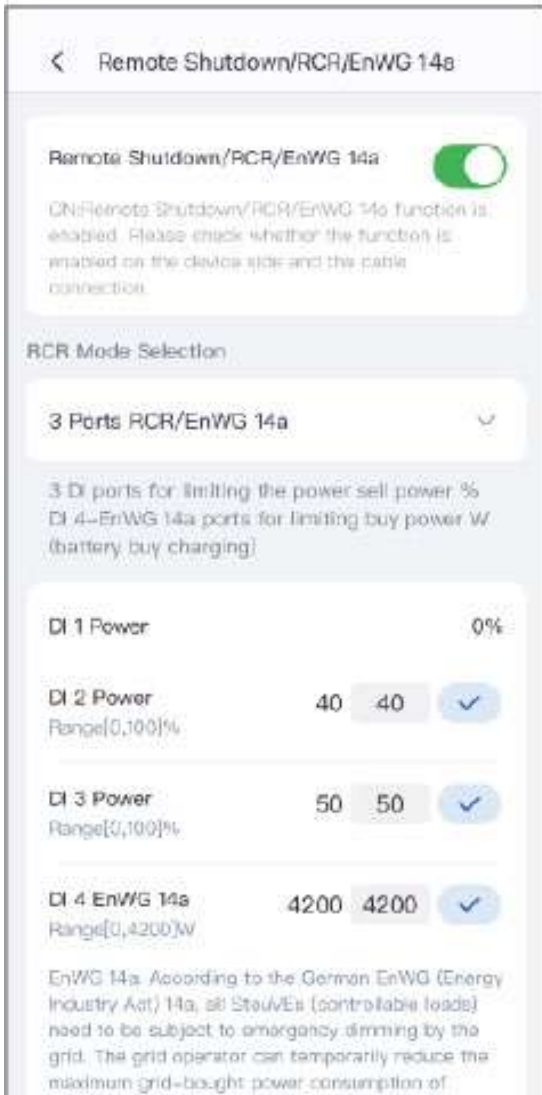 Remote Shutdown/RCR/EnWG 14a
Remote Shutdown/RCR/EnWG 14a
ON:Remote Shutdown/RCR/EnWG 14a function is
enabled. Please check whether the function is
enabled on the device side and the cable
connection.
RCR Mode Selection
3 Ports RCR/EnWG 14a
3 DI ports for limiting the power sell power %
DI 4-EnWG 14a ports for limiting buy power W
(battery buy charging)
DI 1 Power 0%
DI 2 Power 40 40
Range[0,100]%
DI 3 Power 50 50
Range[0,100]%
DI 4 EnWG 14a 4200 4200
Range[0,4200]W
EnWG 14a: According to the German EnWG (Energy
Industry Act) 14a, all SteuVEs (controllable loads)
need to be subject to emergency dimming by the
grid. The grid operator can temporarily reduce the
maximum grid-bought power consumption of